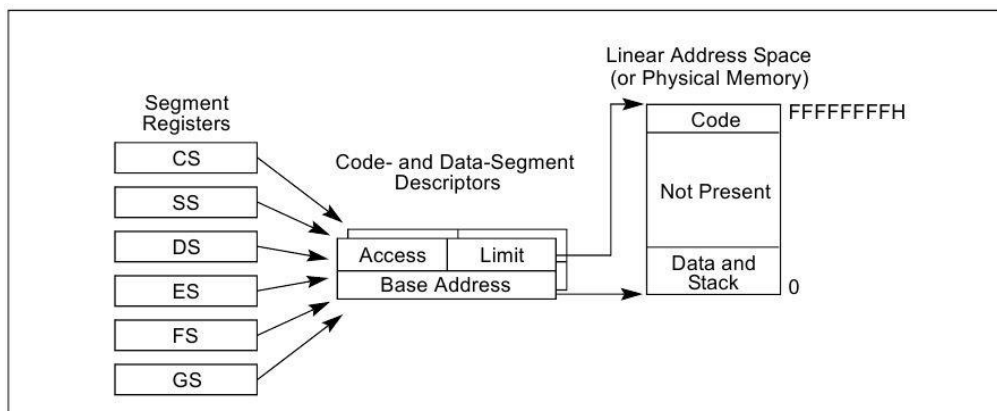 Linear Address Space
(or Physical Memory)
Segment
Registers
FFFFFFFFH
Code
CS
Code- and Data-Segment
Descriptors
SS
Not Present
DS
Access
Limit
Data and
Stack
Base Address
0
ES
FS
GS